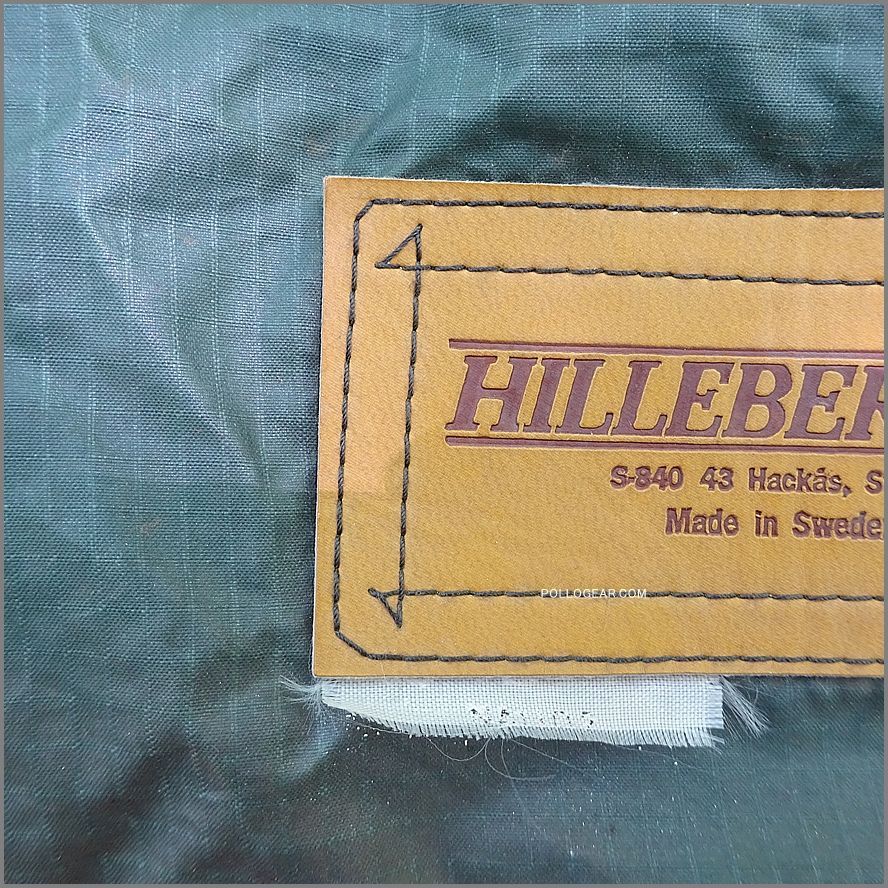 HILLEBER
S-840 43 Hackås, S
Made in Swede
POLLOGEAR.COM